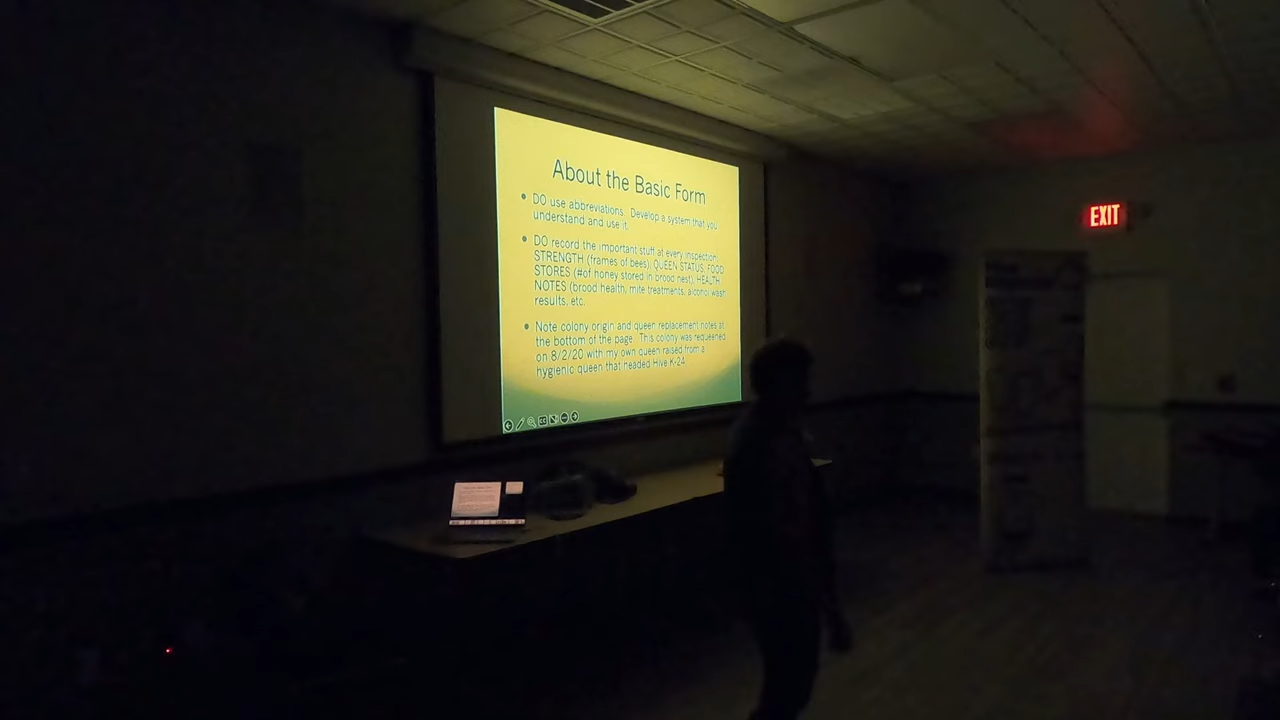 About the Basic Form
• DO use abbreviations. Develop a system that you
understand and use it.
• DO record the important stuff at every inspection:
STRENGTH (frames of bees), QUEEN STATUS, FOOD
STORES (#of honey stored in brood nest), HEALTH
NOTES (brood health, mite treatments, alcohol wash
results, etc.
• Note colony origin and queen replacement notes at
the bottom of the page. This colony was requeened
on 8/2/20 with my own queen raised from a
hygienic queen that headed Hive K-24.
EXIT